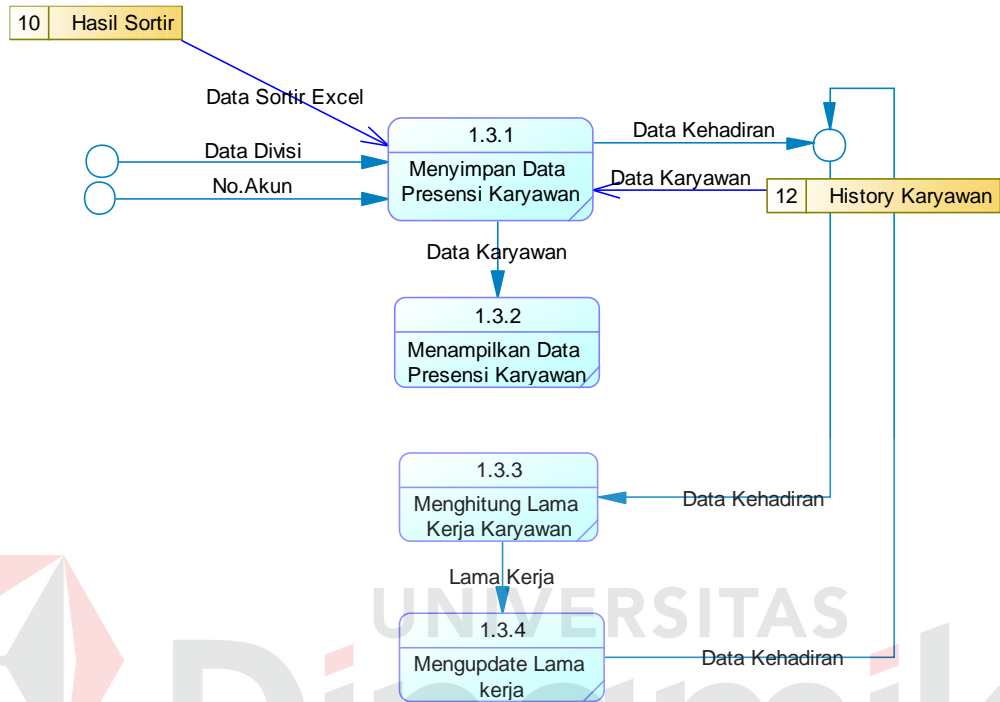 10 Hasil Sortir
Data Sortir Excel
Data Divisi
No.Akun
1.3.1
Menyimpan Data
Presensi Karyawan
Data Kehadiran
Data Karyawan
12 History Karyawan
Data Karyawan
1.3.2
Menampilkan Data
Presensi Karyawan
1.3.3
Menghitung Lama
Kerja Karyawan
Data Kehadiran
Lama Kerja
UNIVERSITAS
1.3.4
Mengupdate Lama
kerja
Data Kehadiran